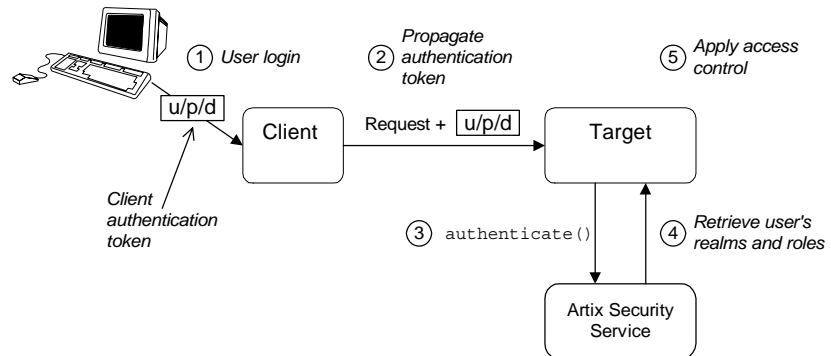 1 User login
2 Propagate
authentication
token
5 Apply access
control
u/p/d
Client
Request + u/p/d
Target
Client
authentication
token
3 authenticate()
4 Retrieve user's
realms and roles
Artix Security
Service